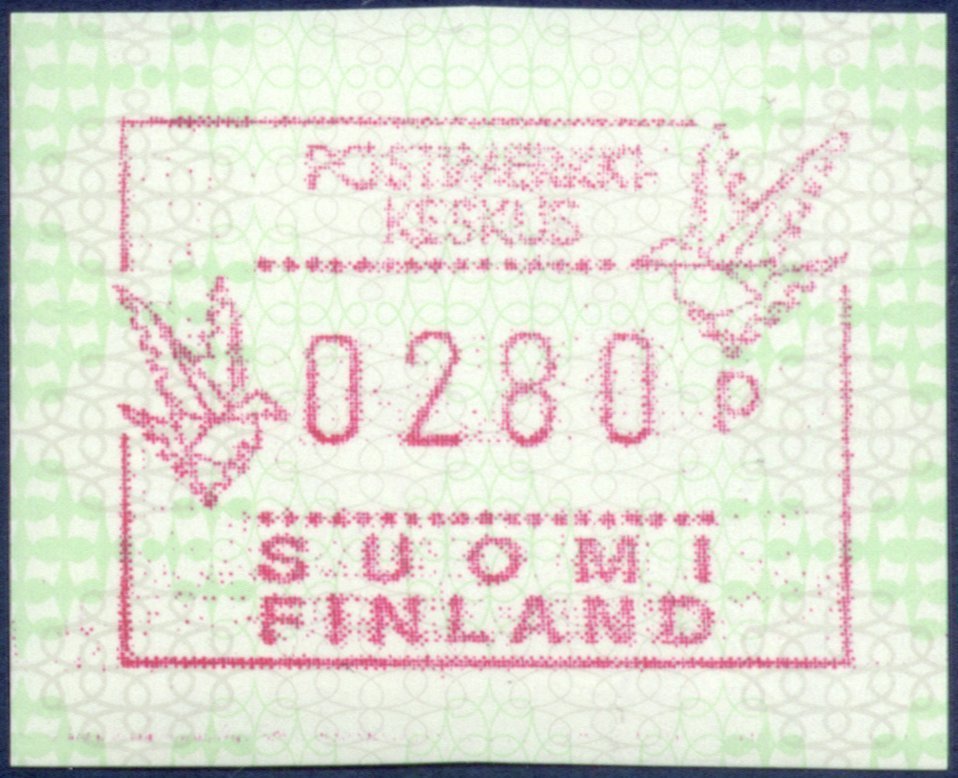 POSTIMERKKI-
KESKUS
0280 P
SUOMI
FINLAND